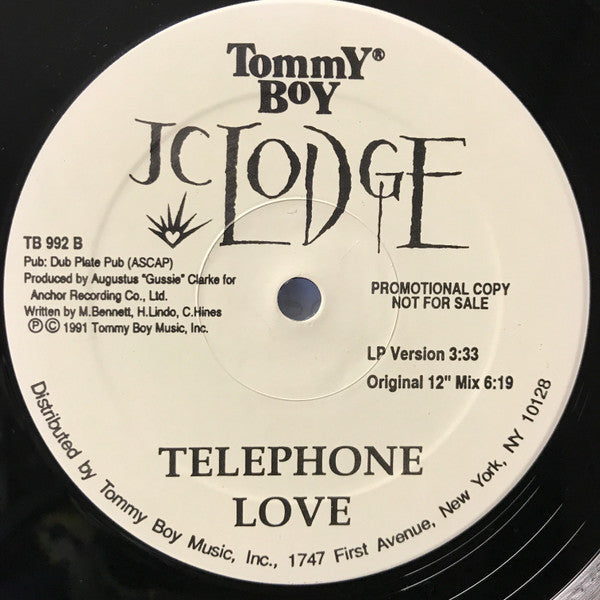 Tommy®
Boy
JC LODGE
TB 992 B
Pub: Dub Plate Pub (ASCAP)
Produced by Augustus "Gussie" Clarke for
Anchor Recording Co., Ltd.
Written by M.Bennett, H.Lindo, C.Hines
Ⓟ © 1991 Tommy Boy Music, Inc.
PROMOTIONAL COPY
NOT FOR SALE
LP Version 3:33
Original 12" Mix 6:19
TELEPHONE
LOVE
Distributed by Tommy Boy Music, Inc., 1747 First Avenue, New York, NY 10128